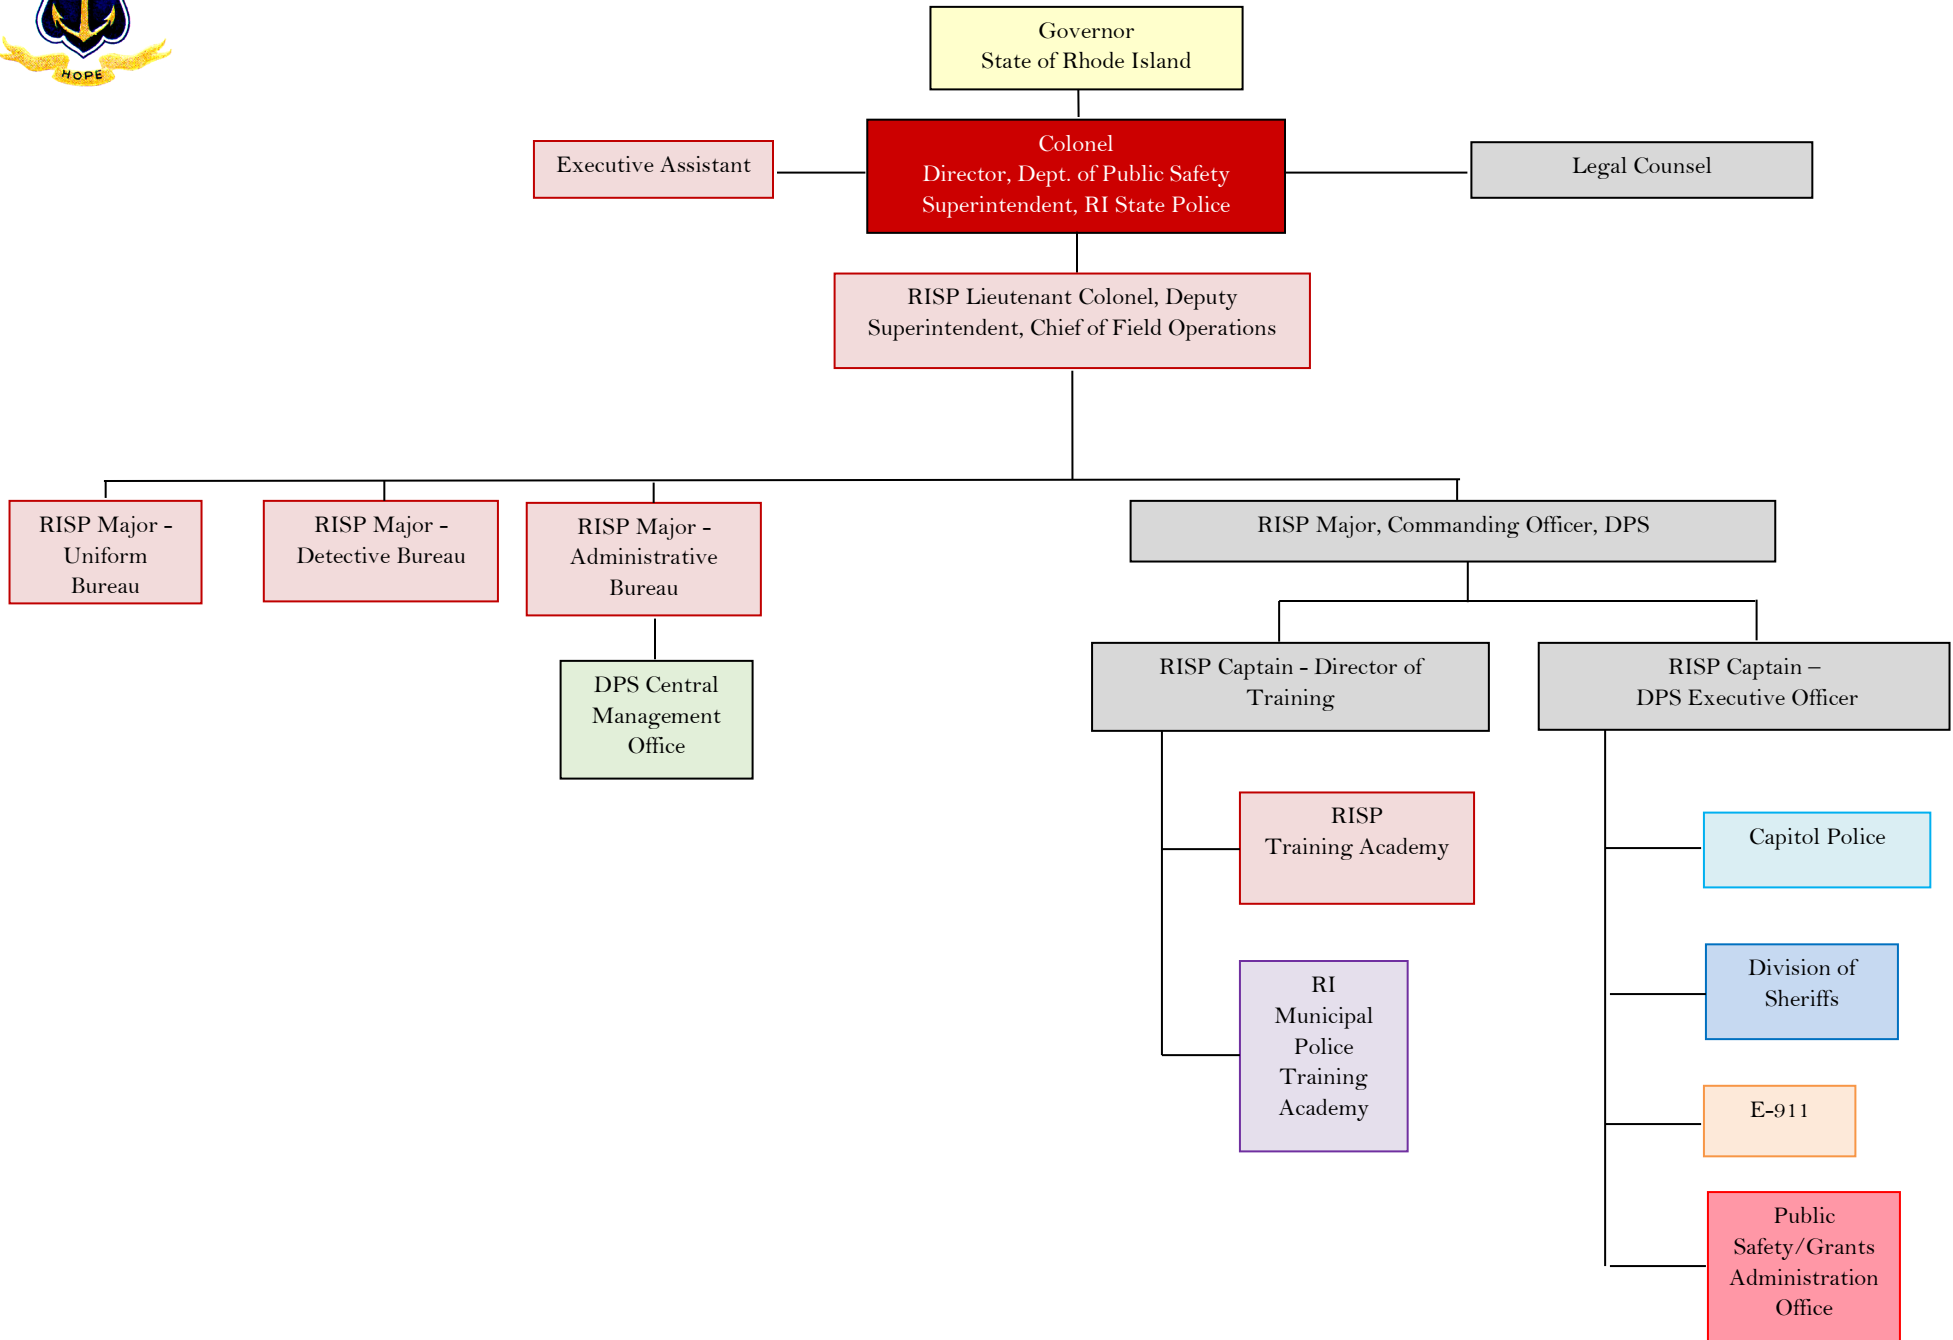 HOPE
Governor
State of Rhode Island
Executive Assistant
Colonel
Director, Dept. of Public Safety
Superintendent, RI State Police
Legal Counsel
RISP Lieutenant Colonel, Deputy
Superintendent, Chief of Field Operations
RISP Major -
Uniform
Bureau
RISP Major -
Detective Bureau
RISP Major -
Administrative
Bureau
RISP Major, Commanding Officer, DPS
DPS Central
Management
Office
RISP Captain - Director of
Training
RISP Captain –
DPS Executive Officer
RISP
Training Academy
RI
Municipal
Police
Training
Academy
Capitol Police
Division of
Sheriffs
E-911
Public
Safety/Grants
Administration
Office